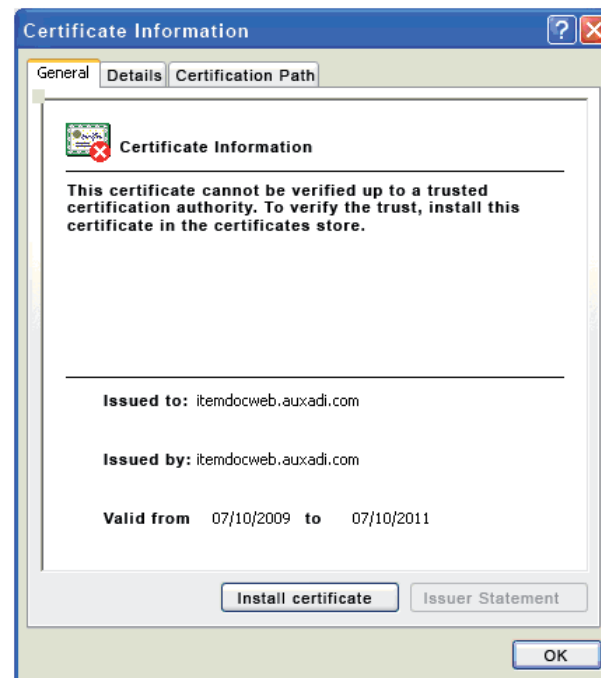 Certificate Information
General Details Certification Path
Certificate Information
This certificate cannot be verified up to a trusted
certification authority. To verify the trust, install this
certificate in the certificates store.
Issued to: itemdocweb.auxadi.com
Issued by: itemdocweb.auxadi.com
Valid from 07/10/2009 to 07/10/2011
Install certificate Issuer Statement
OK